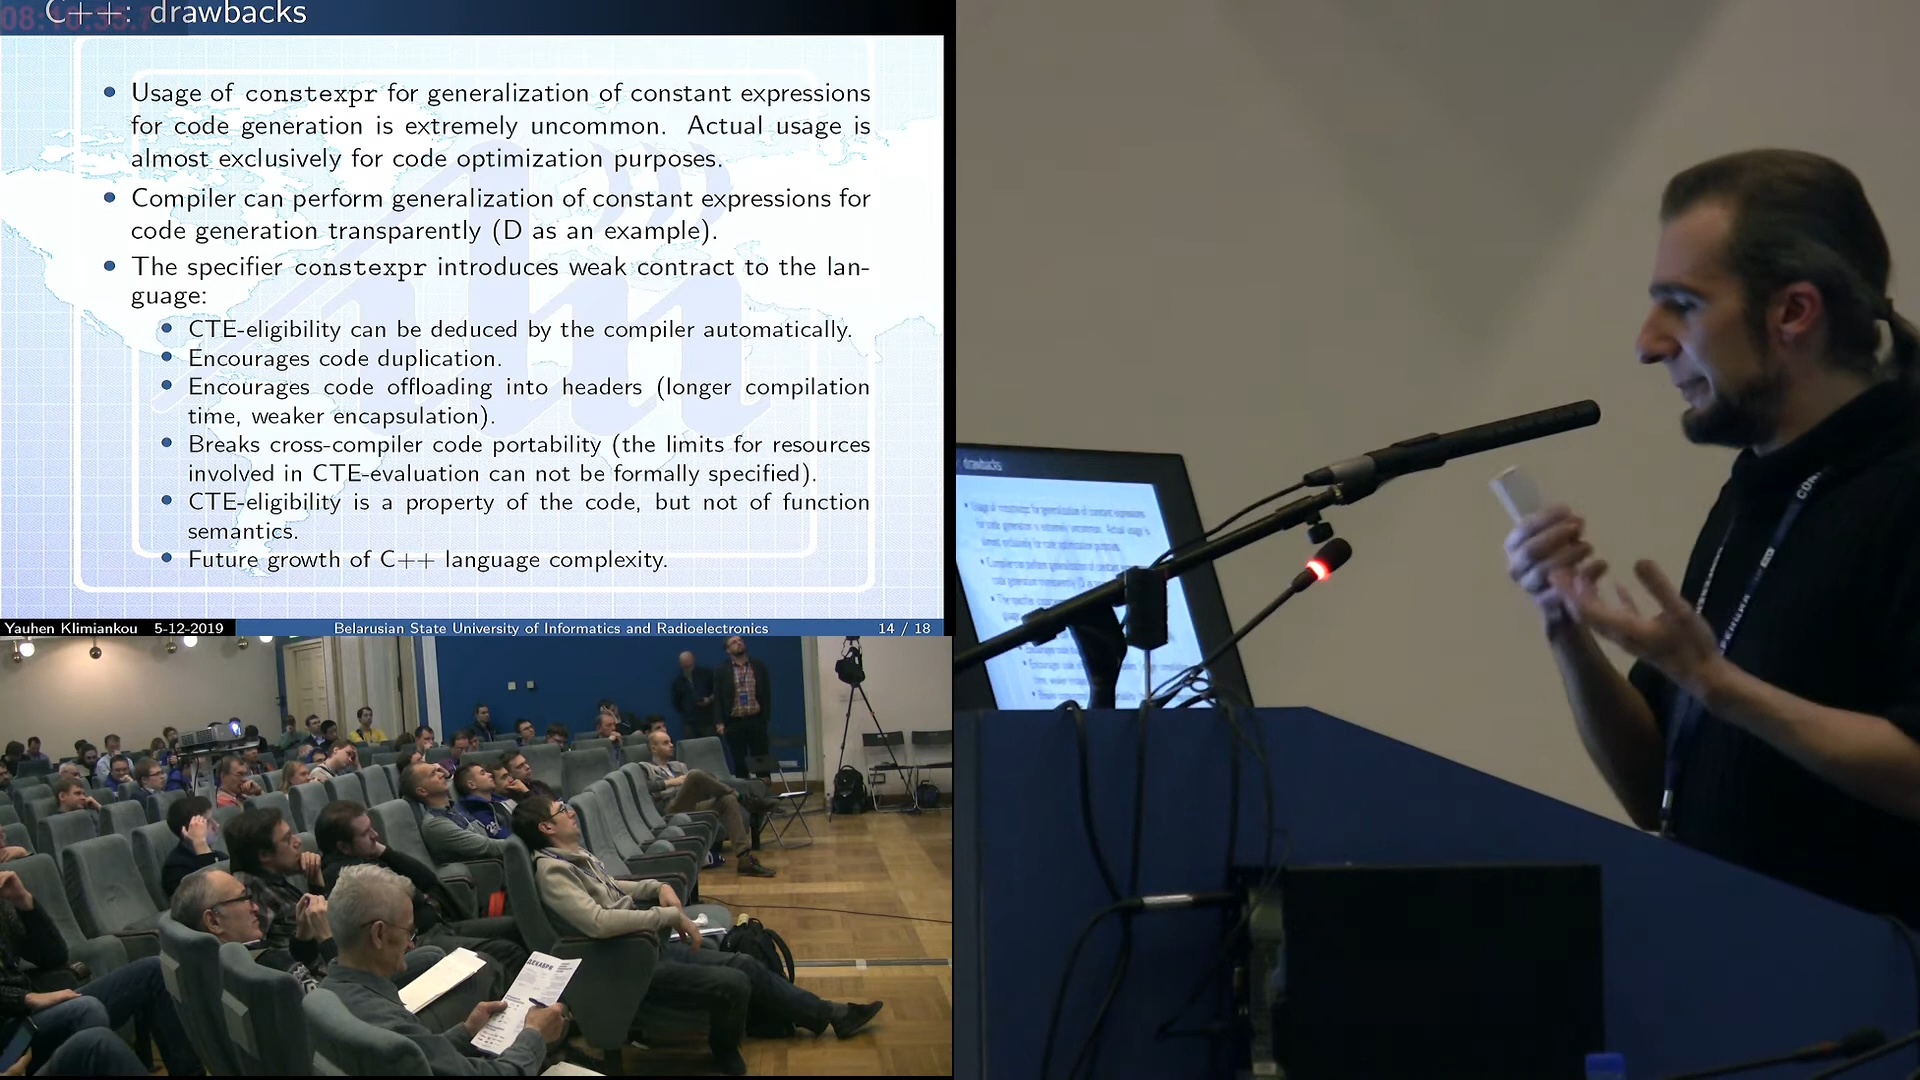 C++: drawbacks
08:10:35.7
Usage of constexpr for generalization of constant expressions
for code generation is extremely uncommon. Actual usage is
almost exclusively for code optimization purposes.
Compiler can perform generalization of constant expressions for
code generation transparently (D as an example).
The specifier constexpr introduces weak contract to the lan-
guage:
CTE-eligibility can be deduced by the compiler automatically.
Encourages code duplication.
Encourages code offloading into headers (longer compilation
time, weaker encapsulation).
Breaks cross-compiler code portability (the limits for resources
involved in CTE-evaluation can not be formally specified).
CTE-eligibility is a property of the code, but not of function
semantics.
Future growth of C++ language complexity.
Yauhen Klimiankou 5-12-2019 Belarusian State University of Informatics and Radioelectronics 14 / 18
drawbacks
ДЕКАБРЯ